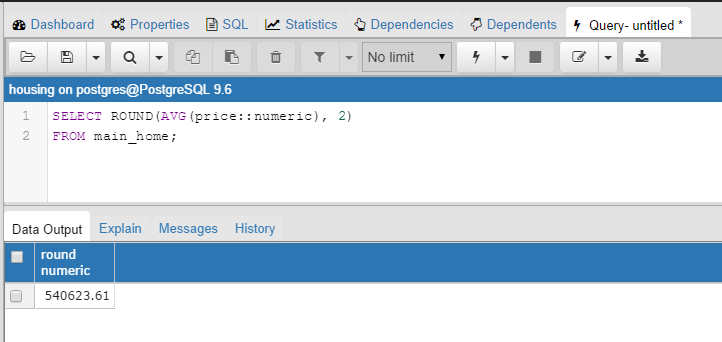 Dashboard Properties SQL Statistics Dependencies Dependents Query- untitled *
No limit
housing on postgres@PostgreSQL 9.6
1 SELECT ROUND(AVG(price::numeric), 2)
2 FROM main_home;
Data Output Explain Messages History
round
numeric
540623.61